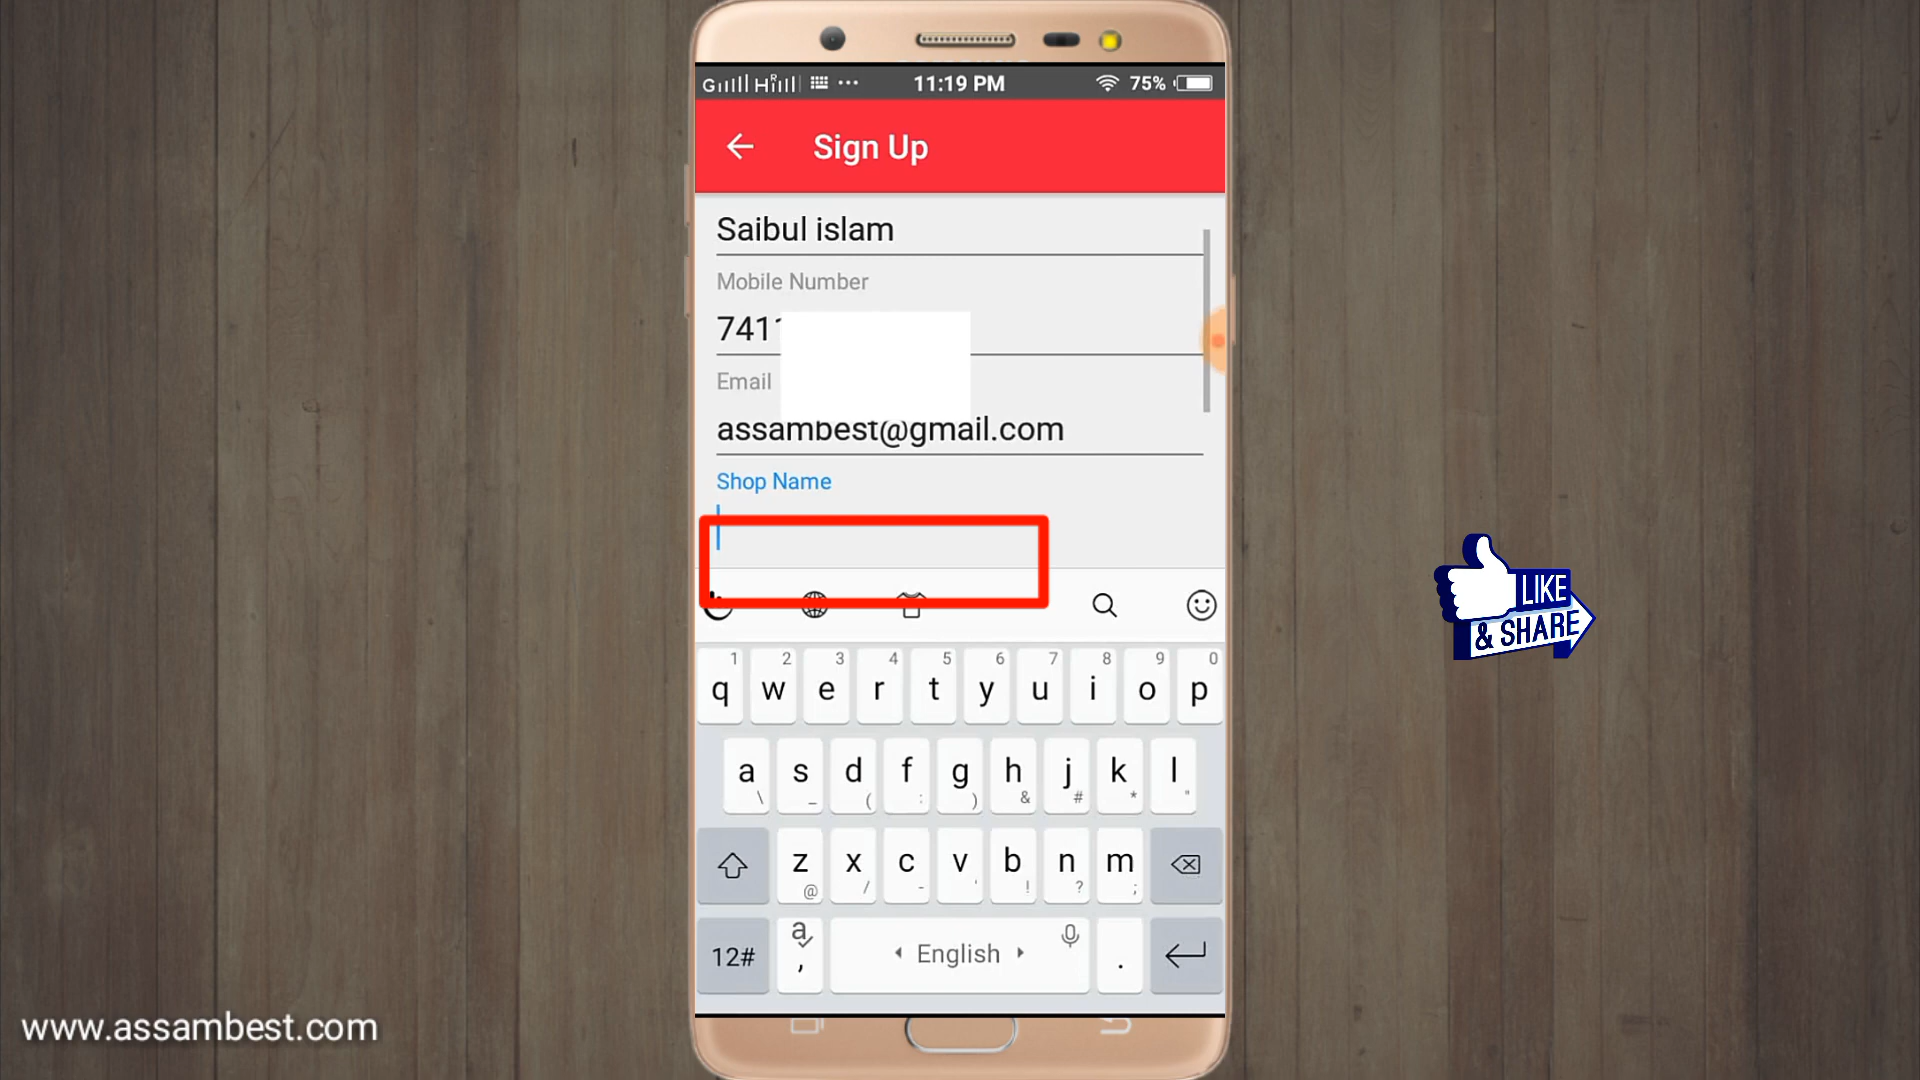 11:19 PM
75%
Sign Up
Saibul islam
Mobile Number
741
Email
assambest@gmail.com
Shop Name
LIKE
& SHARE
1 2 3 4 5 6 7 8 9 0
q w e r t y u i o p
a s d f g h j k l
\ _ ( : ) & # * "
z x c v b n m
@ / - ' ! ? ;
12# a , English .
www.assambest.com